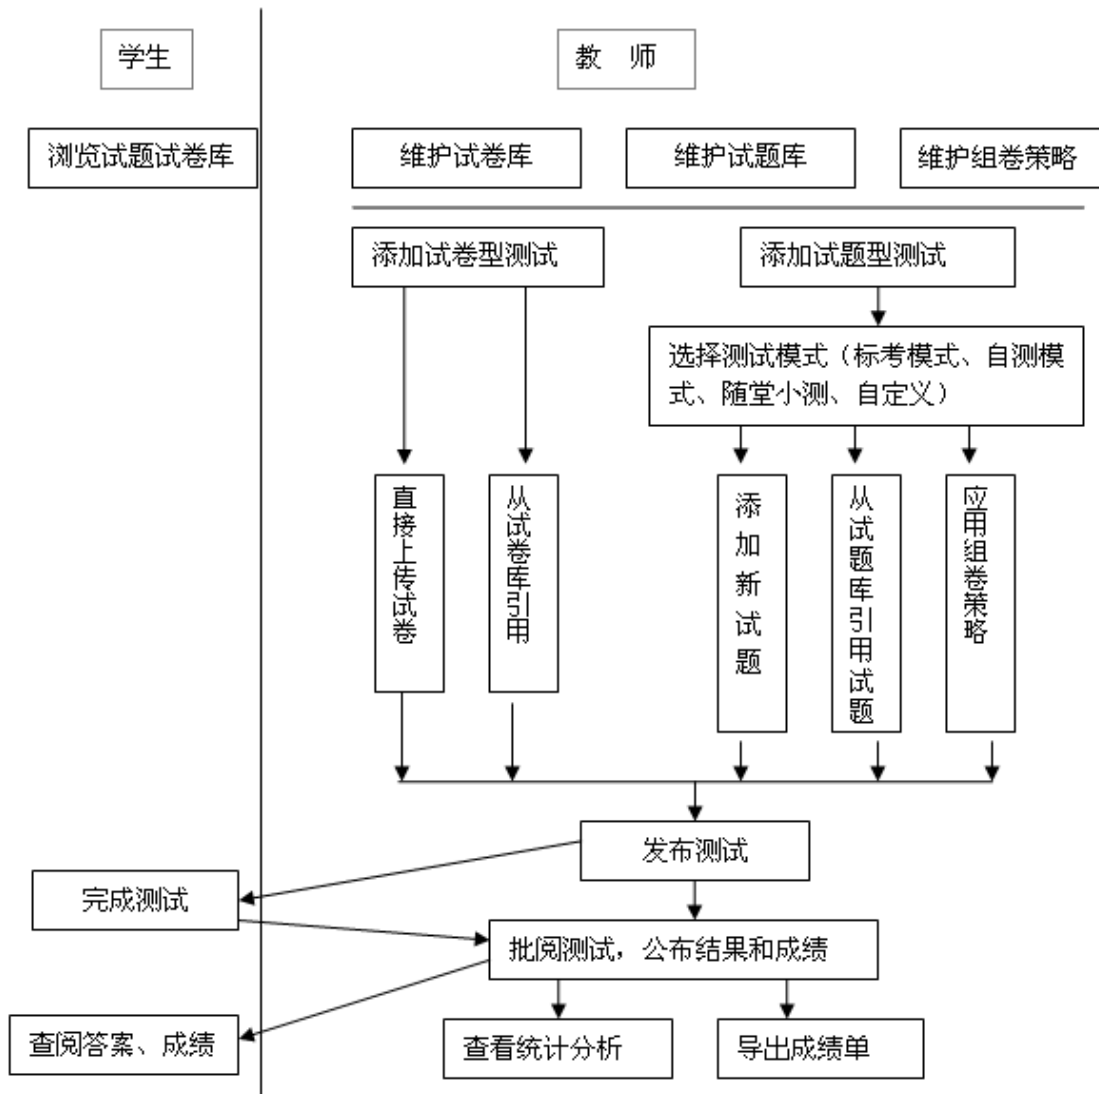 学生
教 师
浏览试题试卷库
维护试卷库
维护试题库
维护组卷策略
添加试卷型测试
添加试题型测试
选择测试模式（标考模式、自测模
式、随堂小测、自定义）
直接上传试卷
从试卷库引用
添加新试题
从试题库引用试题
应用组卷策略
发布测试
完成测试
批阅测试，公布结果和成绩
查阅答案、成绩
查看统计分析
导出成绩单